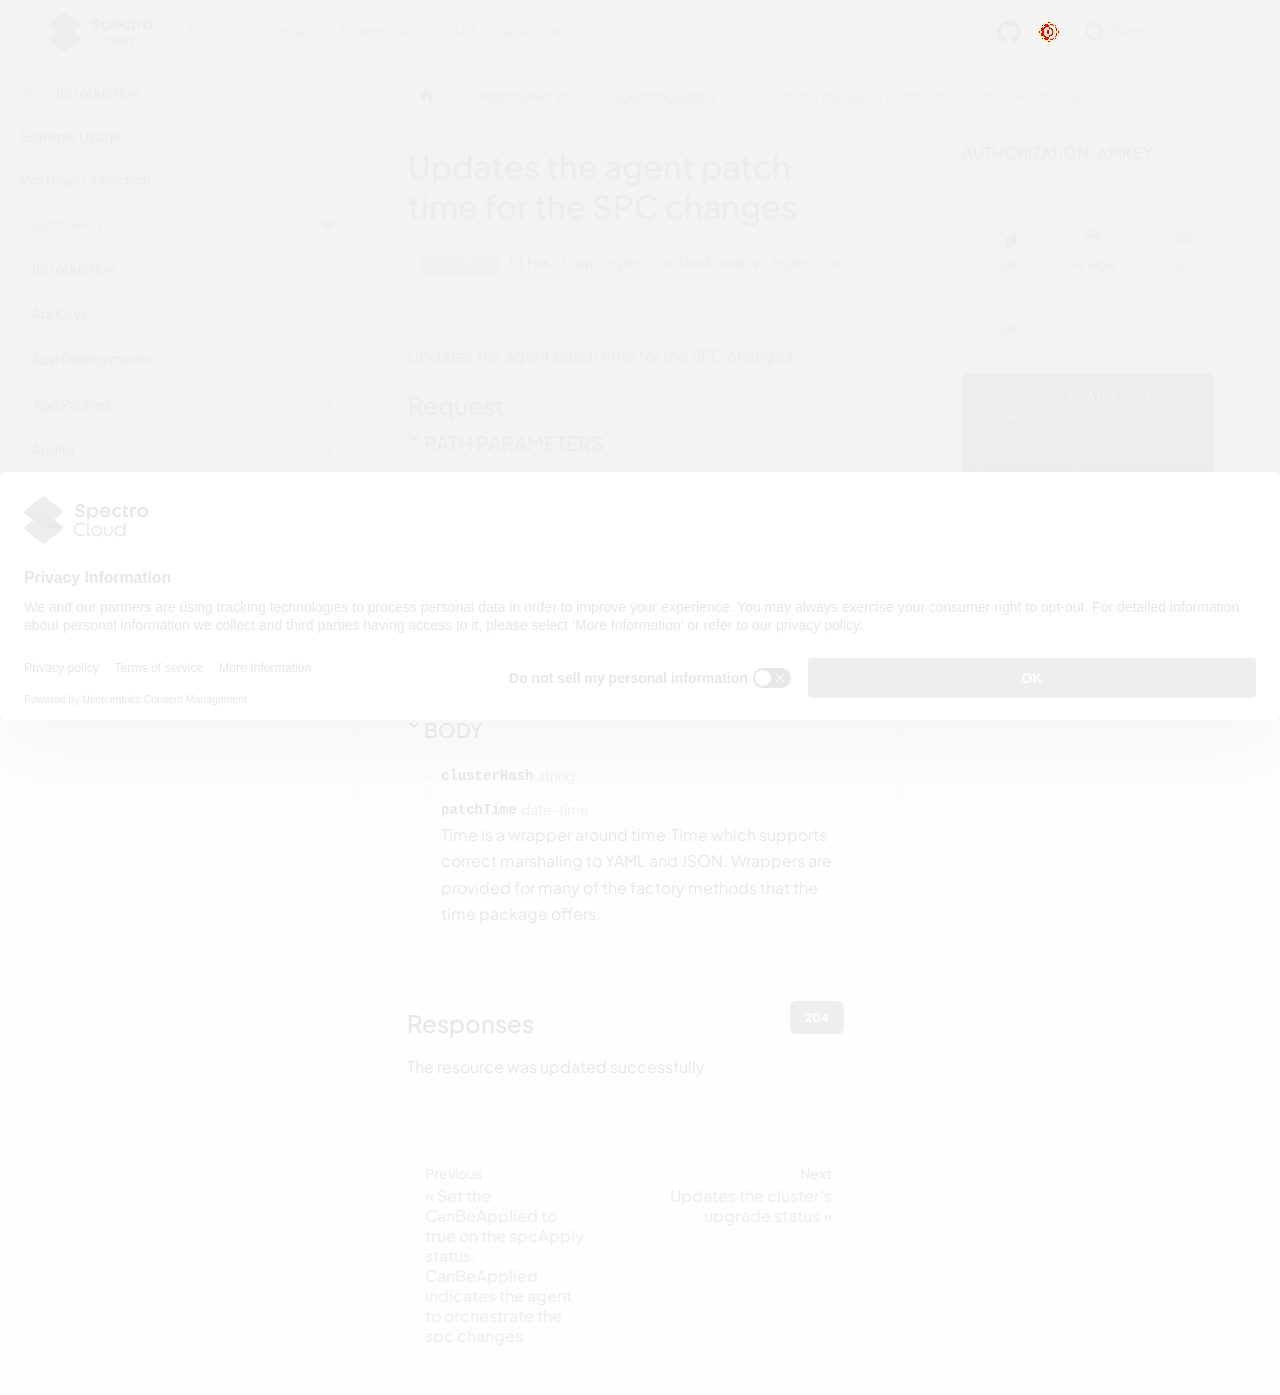 Spectro
Cloud
Docs
Tutorials
Downloads
API
latest
Search
Introduction
Palette API V1
Spectroclusters
Updates the agent patch time for the SPC changes
Example Usage
Postman Collection
Palette API V1
Introduction
Api Keys
App Deployments
App Profiles
Audits
Updates the agent patch
time for the SPC changes
https://api.spectrocloud.com/v1/spectroc
Updates the agent patch time for the SPC changes
Request
PATH PARAMETERS
AUTHORIZATION: APIKEY
CURL
PYTHON
GO
CURL
Spectro
Cloud
Privacy Information
We and our partners are using tracking technologies to process personal data in order to improve your experience. You may always exercise your consumer right to opt-out. For detailed information
about personal information we collect and third parties having access to it, please select ‘More Information’ or refer to our privacy policy.
Privacy policy
Terms of service
More Information
Powered by Usercentrics Consent Management
Do not sell my personal information
OK
BODY
clusterHash string
patchTime date-time
Time is a wrapper around time.Time which supports
correct marshaling to YAML and JSON. Wrappers are
provided for many of the factory methods that the
time package offers.
Responses
204
The resource was updated successfully
Previous
« Set the
CanBeApplied to
true on the spcApply
status.
CanBeApplied
indicates the agent
to orchestrate the
spc changes
Next
Updates the cluster's
upgrade status »